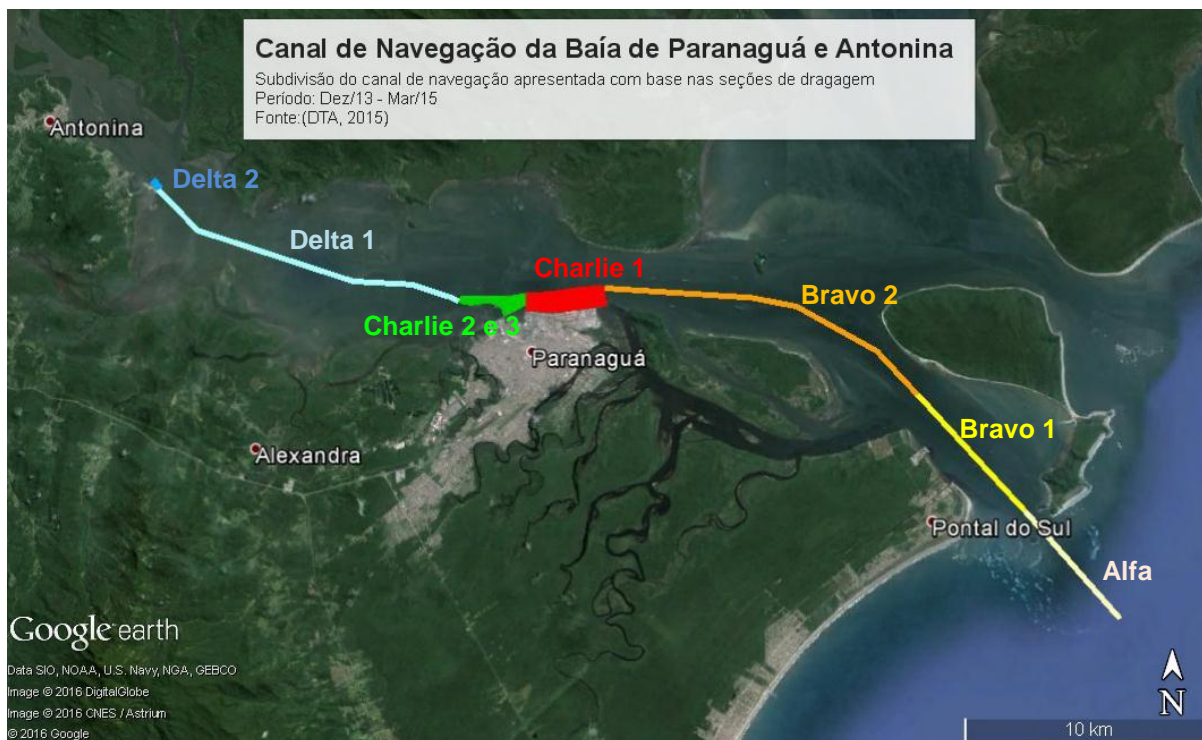 Canal de Navegação da Baía de Paranaguá e Antonina
Subdivisão do canal de navegação apresentada com base nas seções de dragagem
Período: Dez/13 - Mar/15
Fonte:(DTA, 2015)
Antonina
Delta 2
Delta 1
Charlie 1
Bravo 2
Charlie 2 e 3
Paranaguá
Bravo 1
Alexandra
Pontal do Sul
Alfa
Google earth
Data SIO, NOAA, U.S. Navy, NGA, GEBCO
Image © 2016 DigitalGlobe
Image © 2016 CNES / Astrium
© 2016 Google
N
10 km